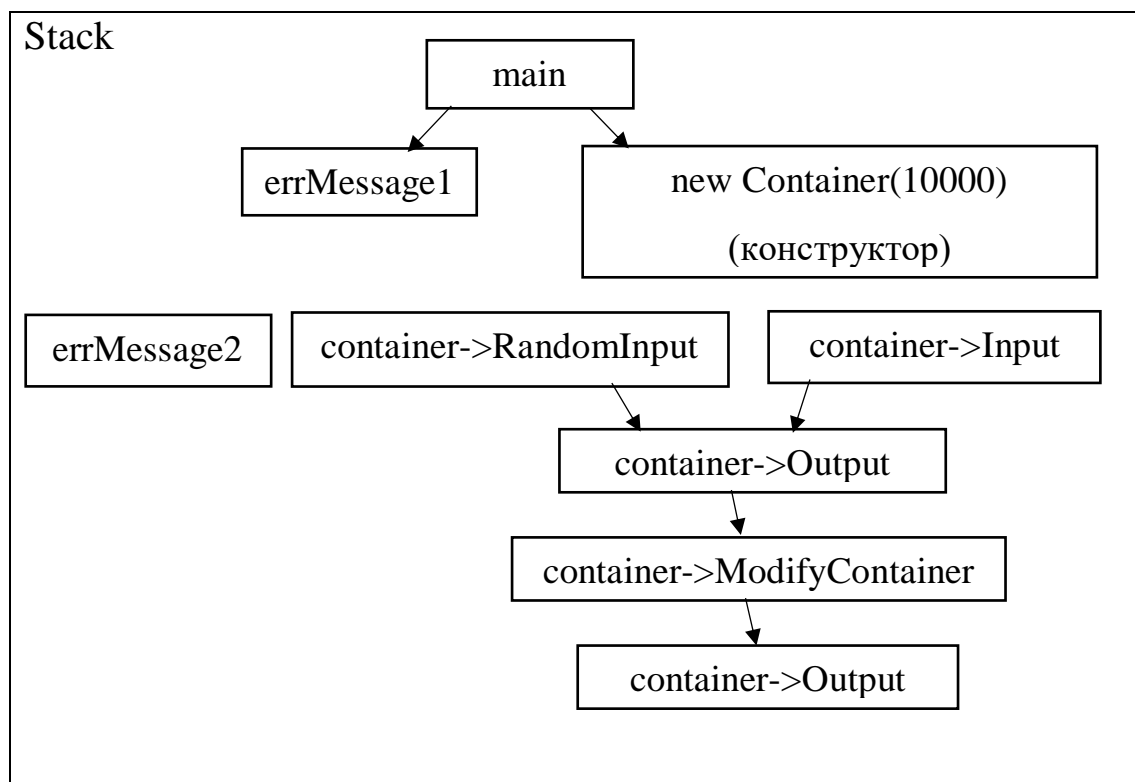 Stack
main
errMessage1
new Container(10000)
(конструктор)
errMessage2
container->RandomInput
container->Input
container->Output
container->ModifyContainer
container->Output